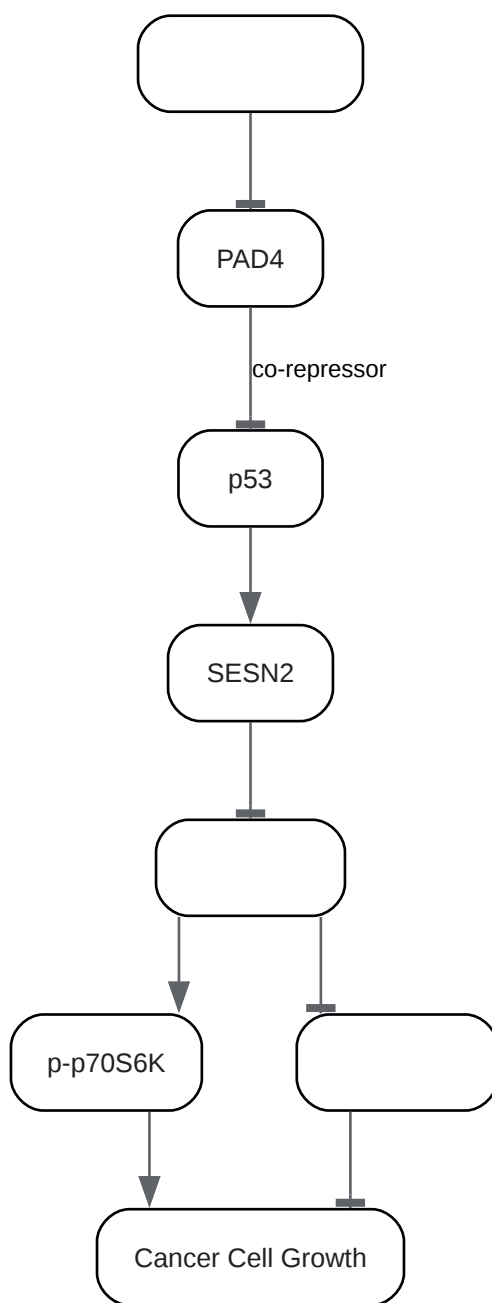 PAD4
co-repressor
p53
SESN2
p-p70S6K
Cancer Cell Growth